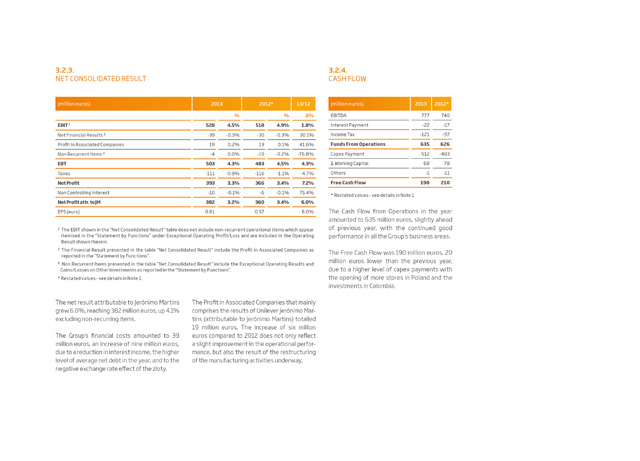 3.2.3.
NET CONSOLIDATED RESULT
(million euros) 2013 2012* 13/12
% % Δ%
EBIT ¹ 528 4.5% 518 4.9% 1.8%
Net Financial Results ² -39 -0.3% -30 -0.3% 30.1%
Profit in Associated Companies 19 0.2% 13 0.1% 41.6%
Non Recurrent Items ³ -4 0.0% -19 -0.2% -76.8%
EBT 503 4.3% 483 4.5% 4.3%
Taxes -111 -0.9% -116 -1.1% -4.7%
Net Profit 393 3.3% 366 3.4% 7.2%
Non Controlling Interest -10 -0.1% -6 -0.1% 75.4%
Net Profit attr. to JM 382 3.2% 360 3.4% 6.0%
EPS (euro) 0.61 0.57 6.0%
¹ The EBIT shown in the "Net Consolidated Result" table does not include non-recurrent operational items which appear
itemised in the "Statement by Functions" under Exceptional Operating Profit/Loss and are included in the Operating
Result shown therein.
² The Financial Result presented in the table "Net Consolidated Result" include the Profit in Associated Companies as
reported in the "Statement by Functions".
³ Non Recurrent Items presented in the table "Net Consolidated Result" include the Exceptional Operating Results and
Gains/Losses on Other Investments as reported in the "Statement by Functions".
* Restated values - see details in Note 1.
The net result attributable to Jerónimo Martins
grew 6.0%, reaching 382 million euros, up 4.1%
excluding non-recurring items.
The Group's financial costs amounted to 39
million euros, an increase of nine million euros,
due to a reduction in interest income, the higher
level of average net debt in the year, and to the
negative exchange rate effect of the zloty.
The Profit in Associated Companies that mainly
comprises the results of Unilever Jerónimo Mar-
tins (attributable to Jerónimo Martins) totalled
19 million euros. The increase of six million
euros compared to 2012 does not only reflect
a slight improvement in the operational perfor-
mance, but also the result of the restructuring
of the manufacturing activities underway.
3.2.4.
CASH FLOW
(million euros) 2013 2012*
EBITDA 777 740
Interest Payment -22 -17
Income Tax -121 -97
Funds From Operations 635 626
Capex Payment -512 -483
Δ Working Capital 68 78
Others -1 -11
Free Cash Flow 190 210
* Restated values - see details in Note 1.
The Cash Flow from Operations in the year
amounted to 635 million euros, slightly ahead
of previous year, with the continued good
performance in all the Group's business areas.
The Free Cash Flow was 190 million euros, 20
million euros lower than the previous year,
due to a higher level of capex payments with
the opening of more stores in Poland and the
investments in Colombia.